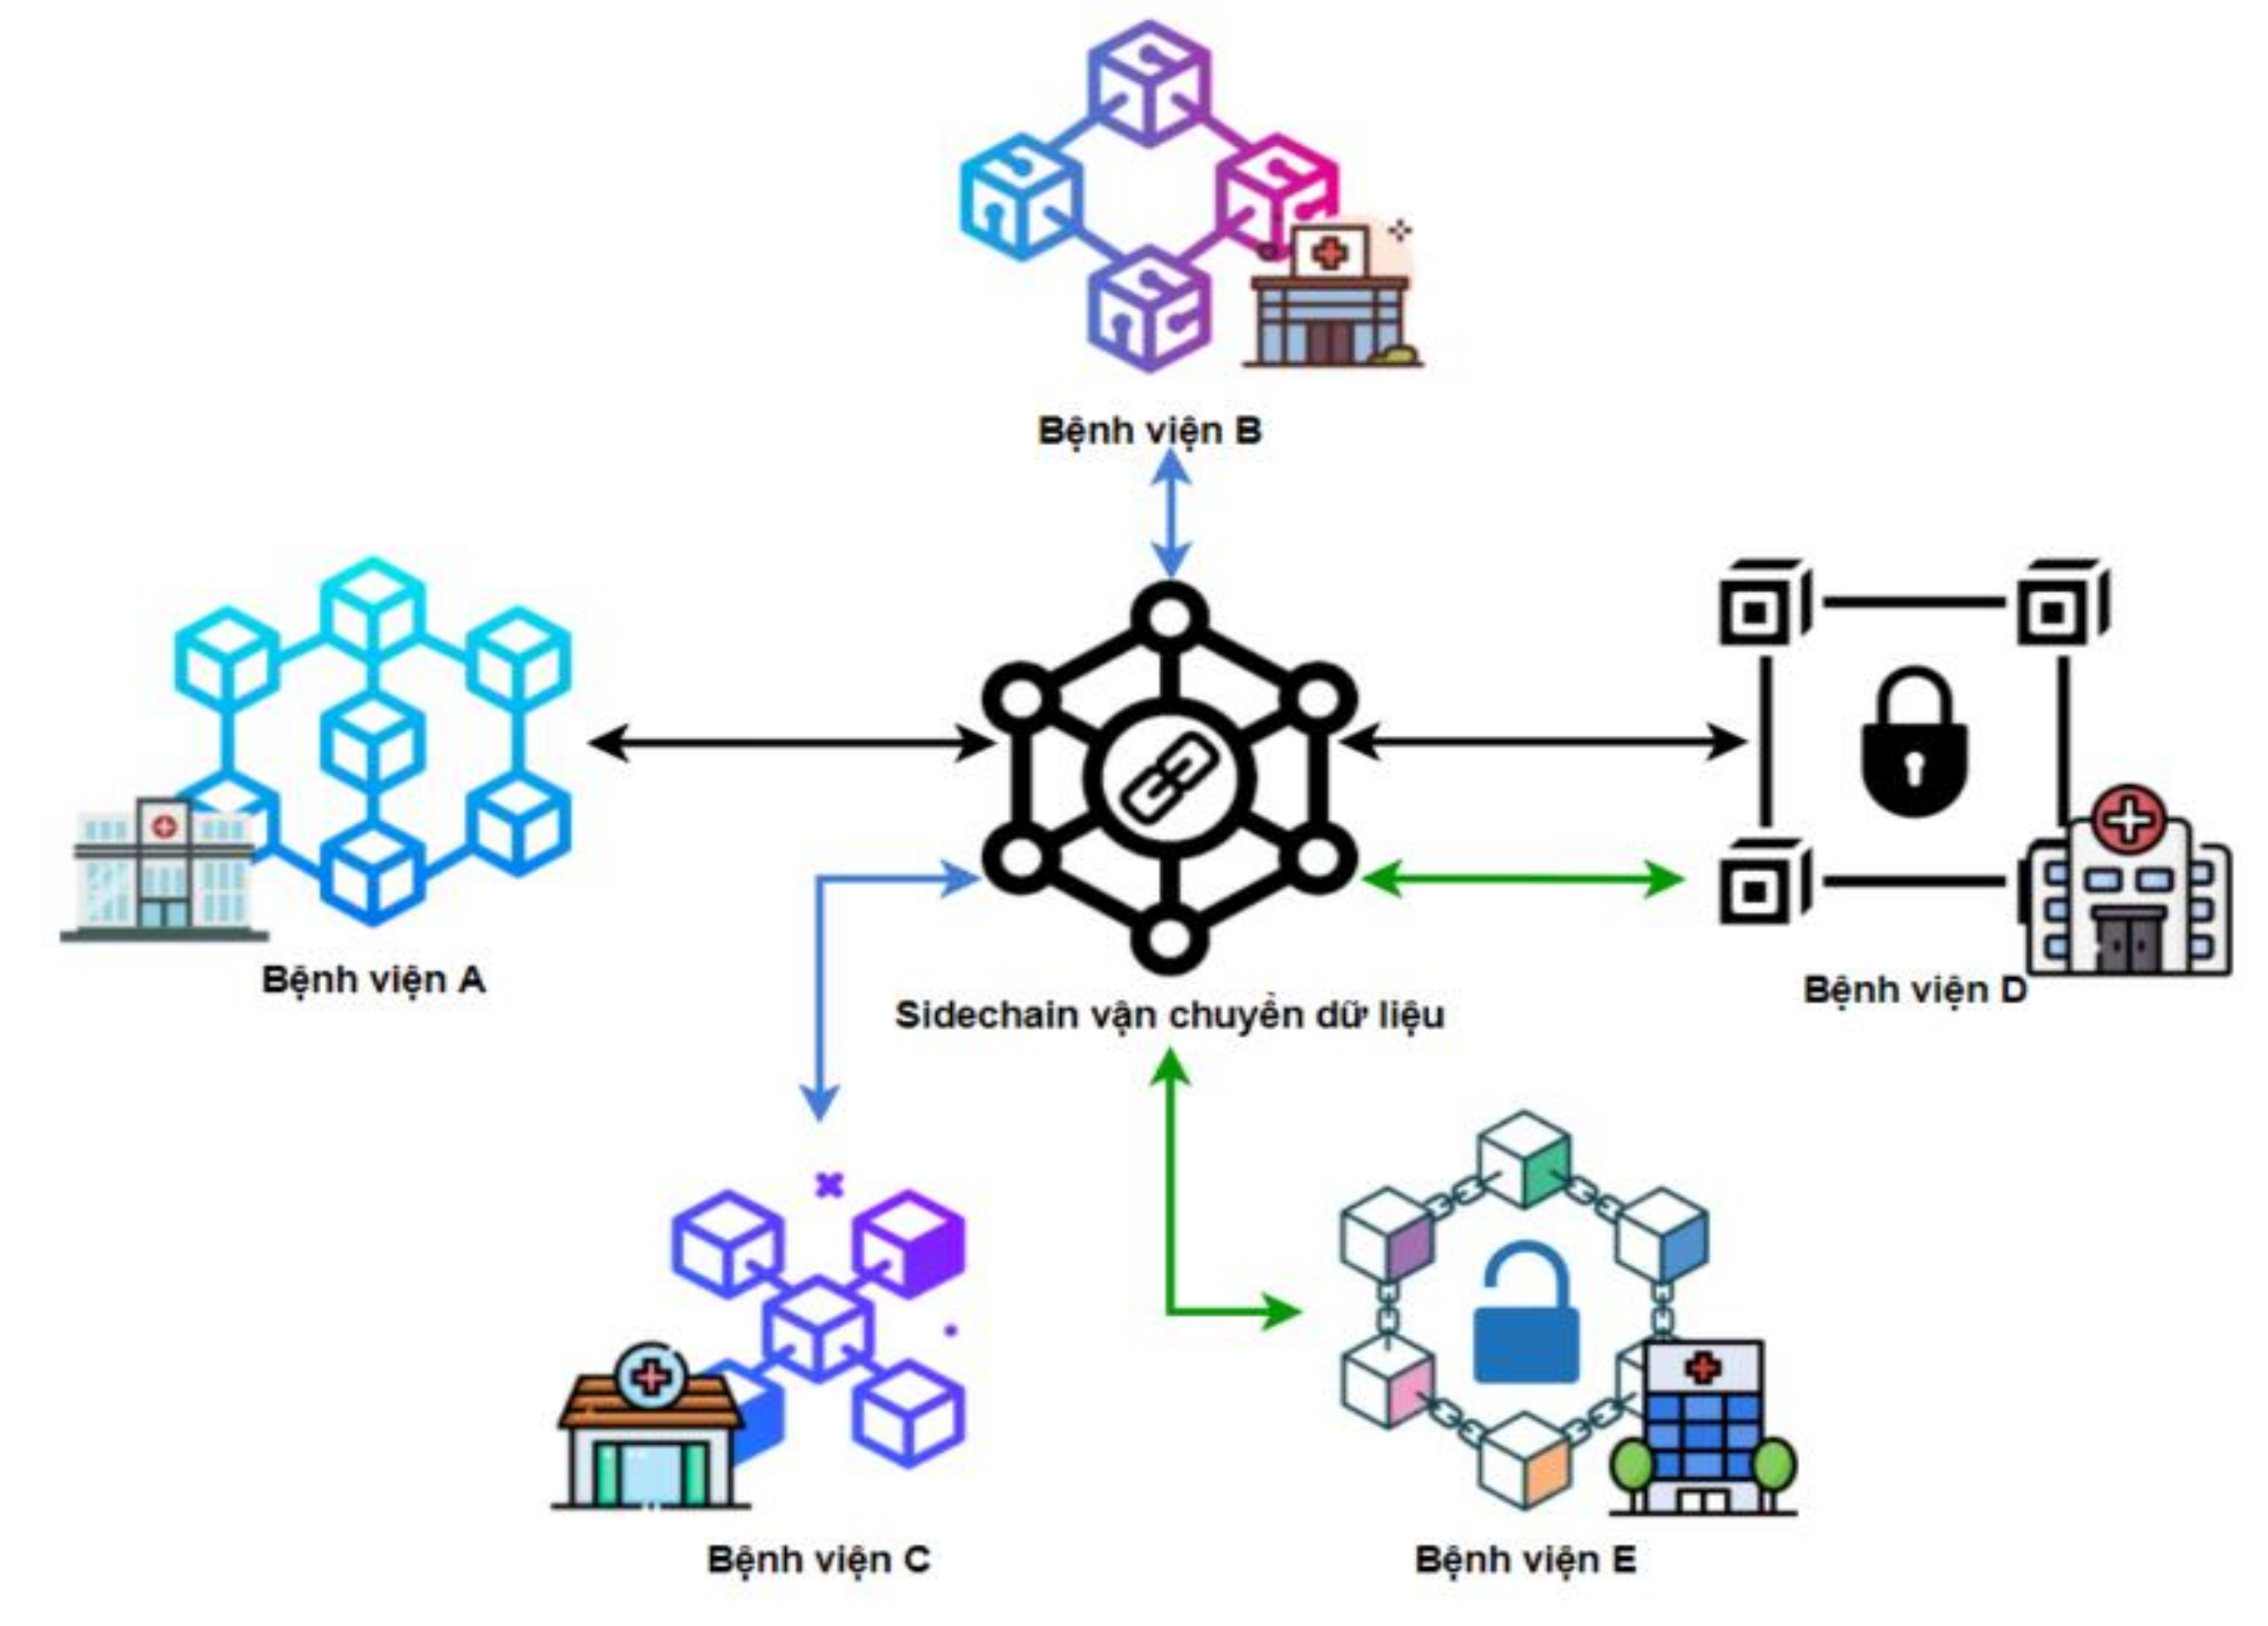 Bệnh viện B
Bệnh viện A
Sidechain vận chuyển dữ liệu
Bệnh viện D
Bệnh viện C
Bệnh viện E